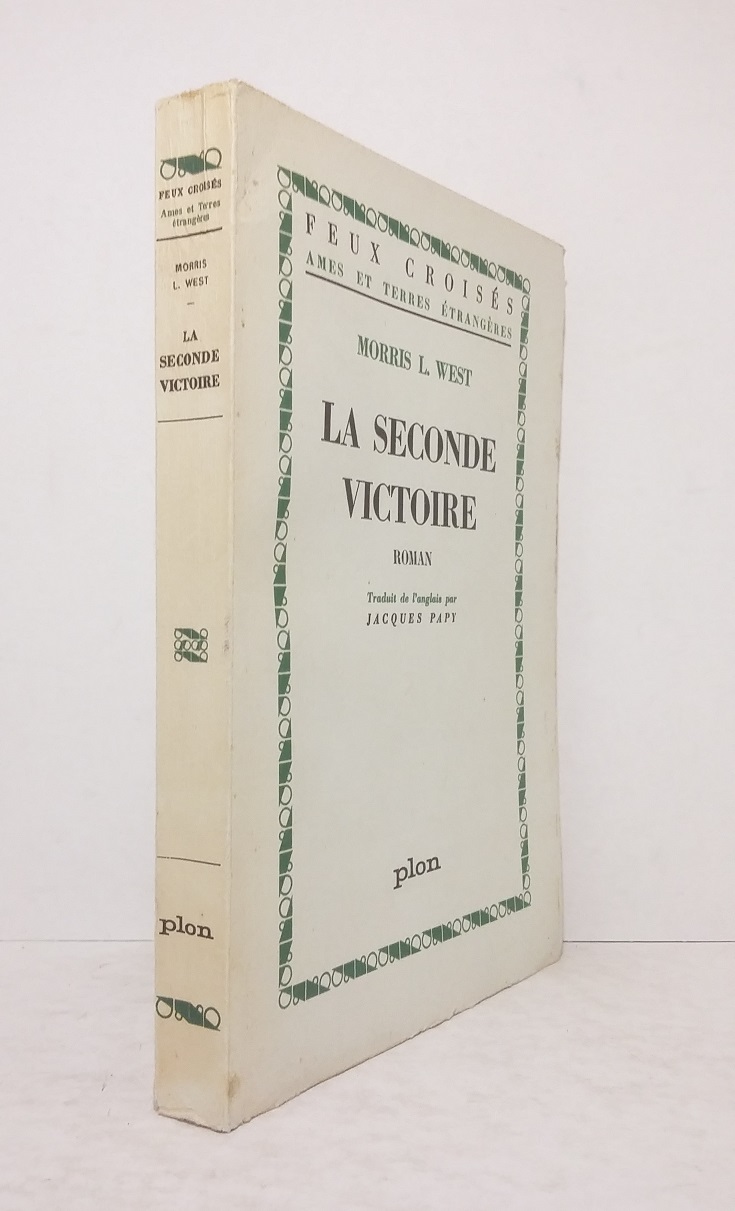 FEUX CROISÉS
Ames et Terres
étrangères
MORRIS
L. WEST
LA
SECONDE
VICTOIRE
plon
FEUX CROISÉS
AMES ET TERRES ÉTRANGÈRES
MORRIS L. WEST
LA SECONDE
VICTOIRE
ROMAN
Traduit de l'anglais par
JACQUES PAPY
plon